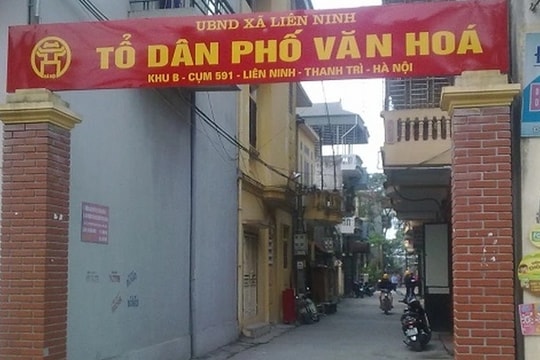 UBND XÃ LIÊN NINH
TỔ DÂN PHỐ VĂN HOÁ
KHU B - CỤM 591 - LIÊN NINH - THANH TRÌ - HÀ NỘI